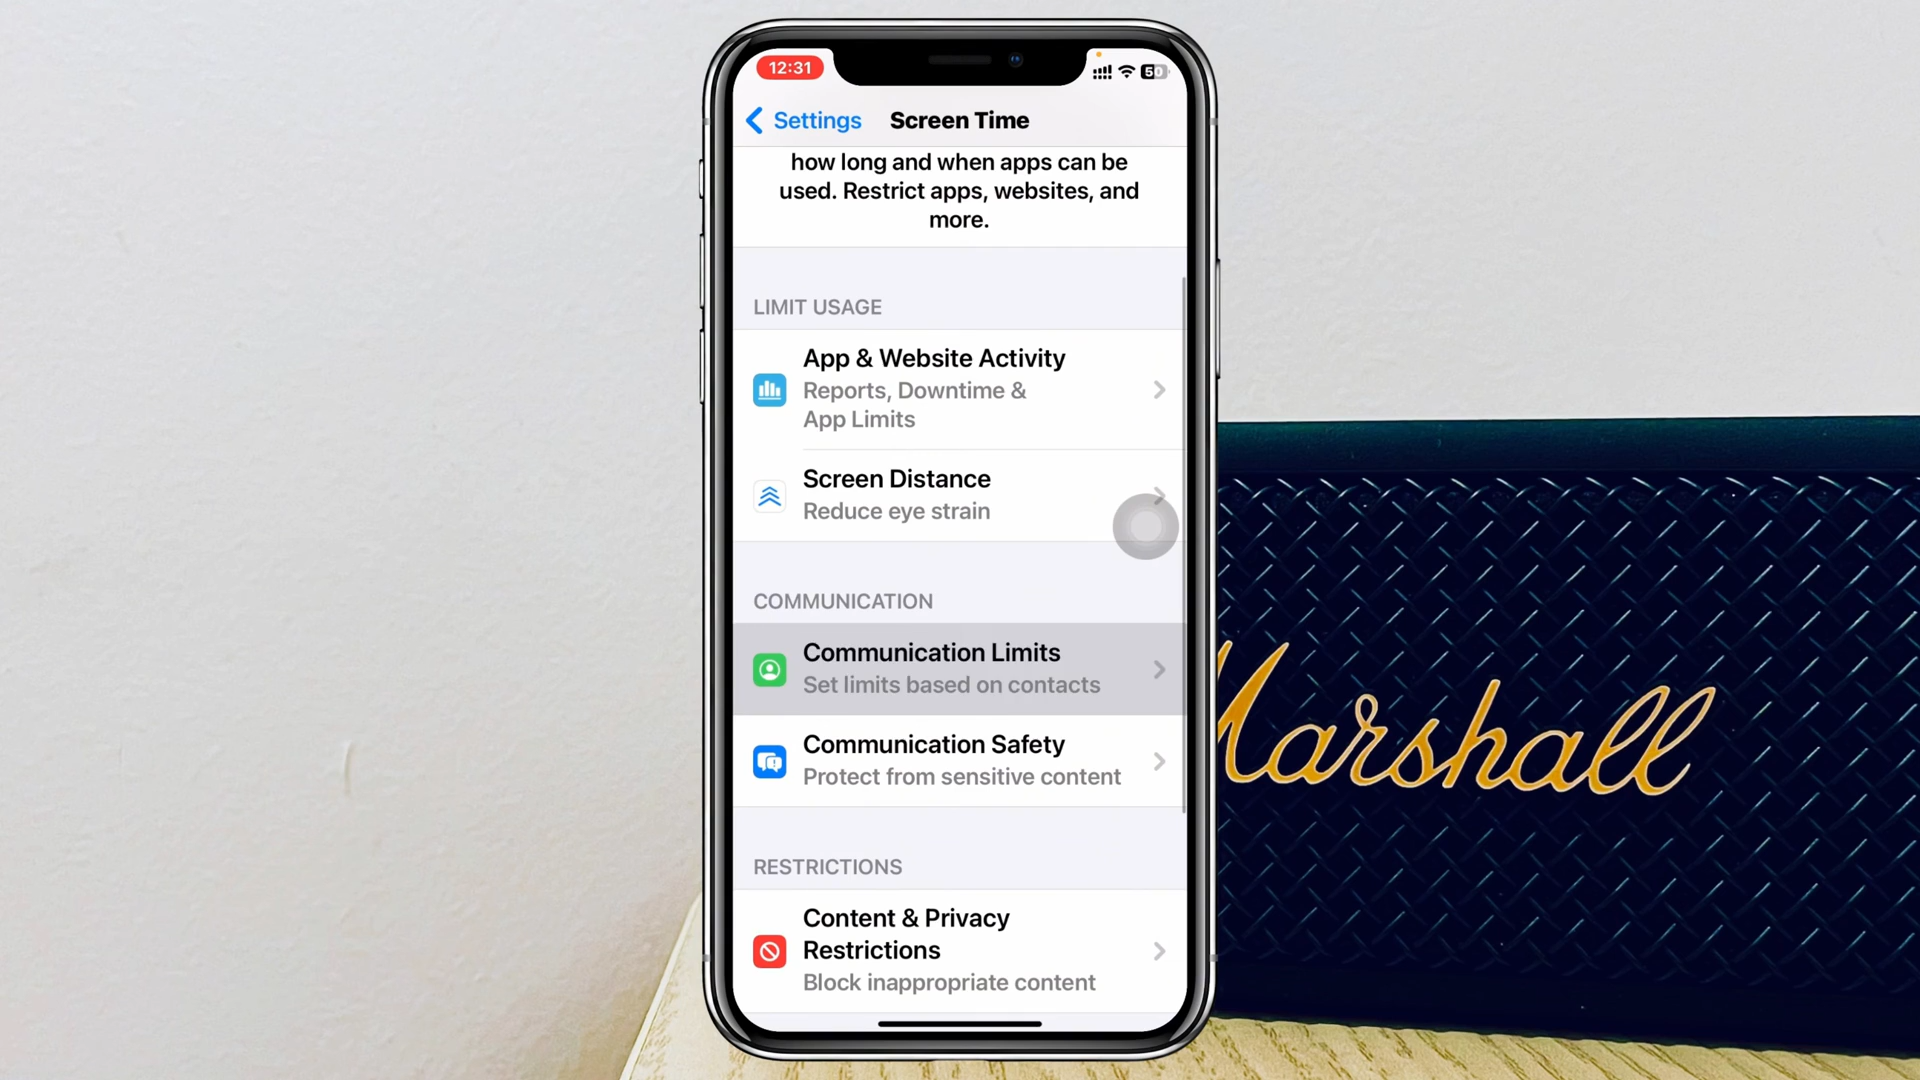 12:31
50
Settings
Screen Time
how long and when apps can be
used. Restrict apps, websites, and
more.
LIMIT USAGE
App & Website Activity
Reports, Downtime &
App Limits
Screen Distance
Reduce eye strain
COMMUNICATION
Communication Limits
Set limits based on contacts
Communication Safety
Protect from sensitive content
RESTRICTIONS
Content & Privacy
Restrictions
Block inappropriate content
Marshall